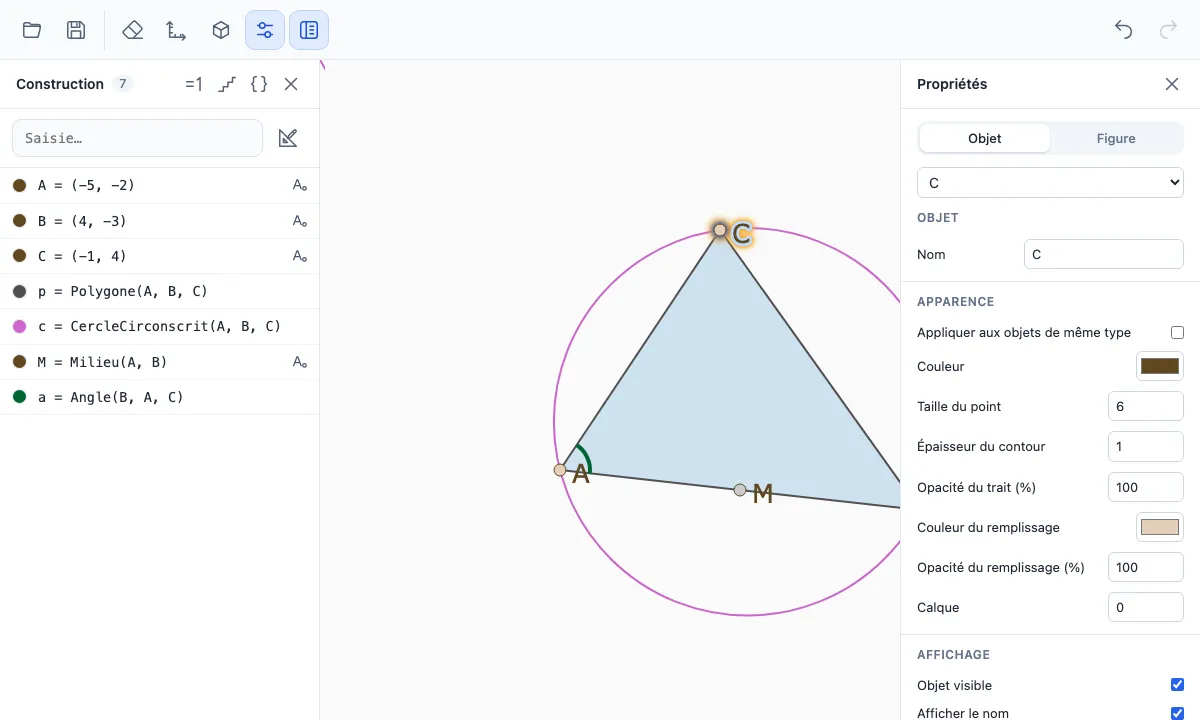 Construction 7 =1 {}
Saisie…
A = (−5, −2)
B = (4, −3)
C = (−1, 4)
p = Polygone(A, B, C)
c = CercleCirconscrit(A, B, C)
M = Milieu(A, B)
a = Angle(B, A, C)
C
A
M
Propriétés
Objet Figure
C
OBJET
Nom C
APPARENCE
Appliquer aux objets de même type
Couleur
Taille du point 6
Épaisseur du contour 1
Opacité du trait (%) 100
Couleur du remplissage
Opacité du remplissage (%) 100
Calque 0
AFFICHAGE
Objet visible
Afficher le nom